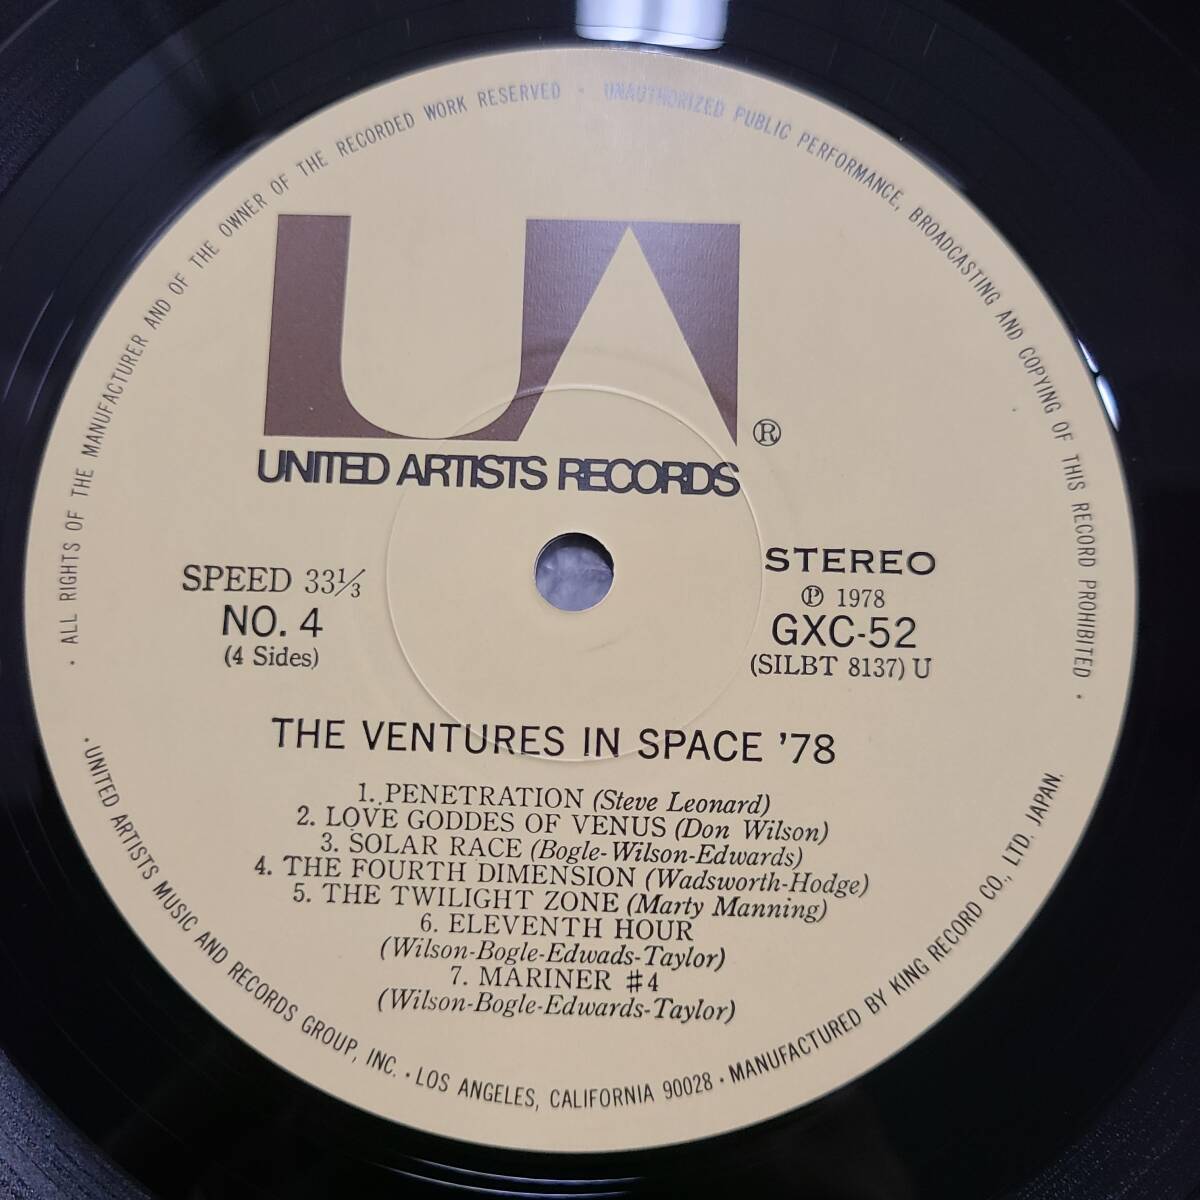 · ALL RIGHTS OF THE MANUFACTURER AND OF THE OWNER OF THE RECORDED WORK RESERVED · UNAUTHORIZED PUBLIC PERFORMANCE, BROADCASTING AND COPYING OF THIS RECORD PROHIBITED ·
UA
®
UNITED ARTISTS RECORDS
SPEED 33⅓
NO. 4
(4 Sides)
STEREO
Ⓟ 1978
GXC-52
(SILBT 8137) U
THE VENTURES IN SPACE '78
1. PENETRATION (Steve Leonard)
2. LOVE GODDES OF VENUS (Don Wilson)
3. SOLAR RACE (Bogle-Wilson-Edwards)
4. THE FOURTH DIMENSION (Wadsworth-Hodge)
5. THE TWILIGHT ZONE (Marty Manning)
6. ELEVENTH HOUR
(Wilson-Bogle-Edwads-Taylor)
7. MARINER #4
(Wilson-Bogle-Edwards-Taylor)
· UNITED ARTISTS MUSIC AND RECORDS GROUP, INC. · LOS ANGELES, CALIFORNIA 90028 · MANUFACTURED BY KING RECORD CO., LTD. JAPAN.